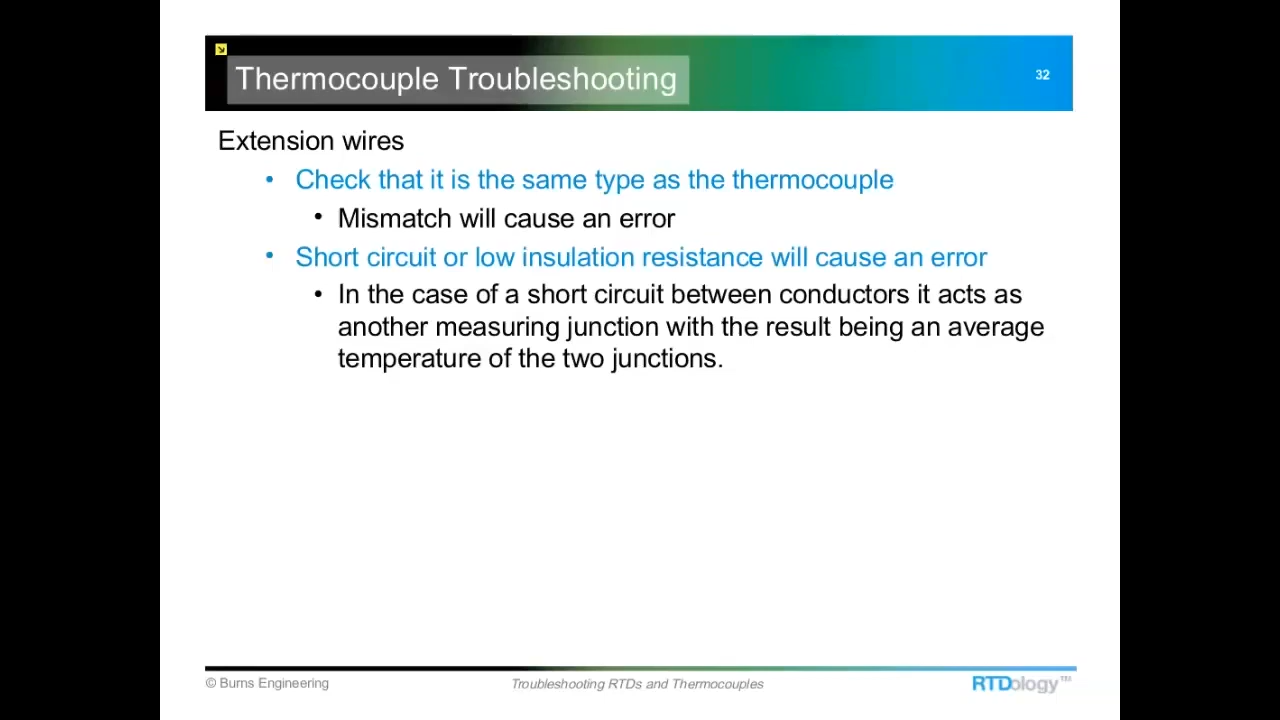 Thermocouple Troubleshooting
32
Extension wires
• Check that it is the same type as the thermocouple
• Mismatch will cause an error
• Short circuit or low insulation resistance will cause an error
• In the case of a short circuit between conductors it acts as
another measuring junction with the result being an average
temperature of the two junctions.
© Burns Engineering
Troubleshooting RTDs and Thermocouples
RTDology™